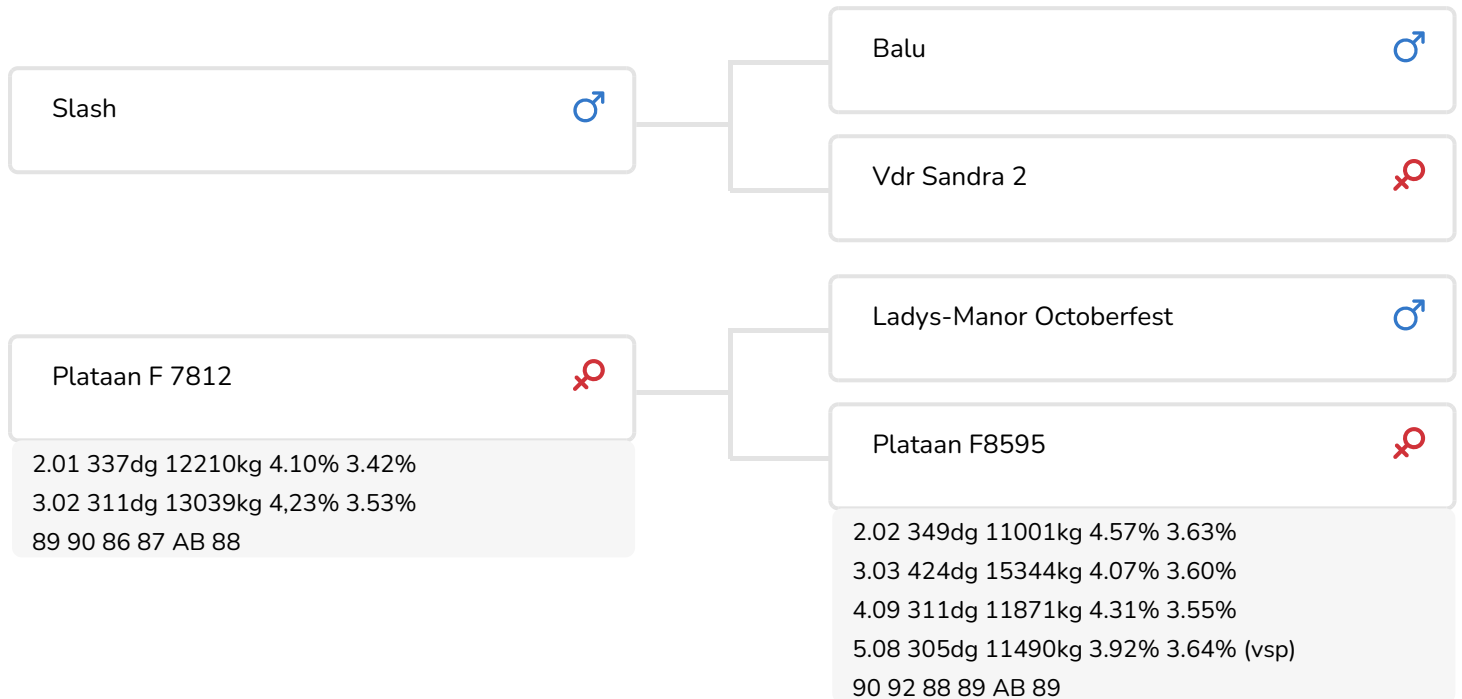 Slash
Balu
Vdr Sandra 2
Plataan F 7812
2.01 337dg 12210kg 4.10% 3.42%
3.02 311dg 13039kg 4,23% 3.53%
89 90 86 87 AB 88
Ladys-Manor Octoberfest
Plataan F8595
2.02 349dg 11001kg 4.57% 3.63%
3.03 424dg 15344kg 4.07% 3.60%
4.09 311dg 11871kg 4.31% 3.55%
5.08 305dg 11490kg 3.92% 3.64% (vsp)
90 92 88 89 AB 89